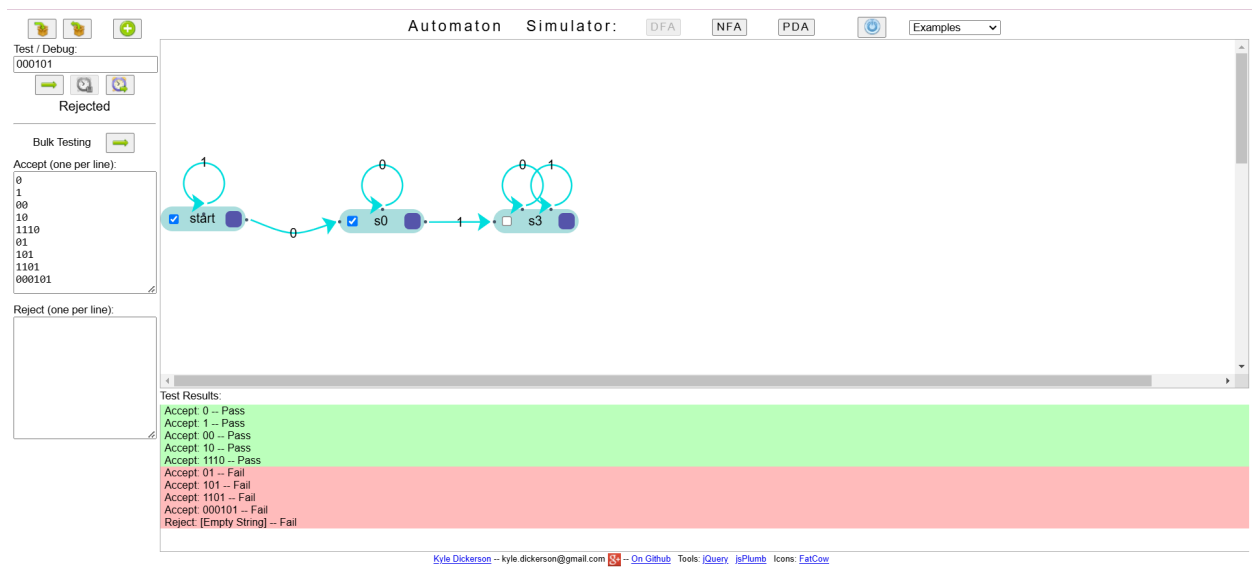 Automaton Simulator: DFA NFA PDA Examples
Test / Debug:
000101
Rejected
Bulk Testing
Accept (one per line):
0
1
00
10
1110
01
101
1101
000101
Reject (one per line):
1 0 0 1
start s0 s3
0 1
Test Results:
Accept: 0 -- Pass
Accept: 1 -- Pass
Accept: 00 -- Pass
Accept: 10 -- Pass
Accept: 1110 -- Pass
Accept: 01 -- Fail
Accept: 101 -- Fail
Accept: 1101 -- Fail
Accept: 000101 -- Fail
Reject: [Empty String] -- Fail
Kyle Dickerson -- kyle.dickerson@gmail.com g+ -- On Github Tools: jQuery jsPlumb Icons: FatCow